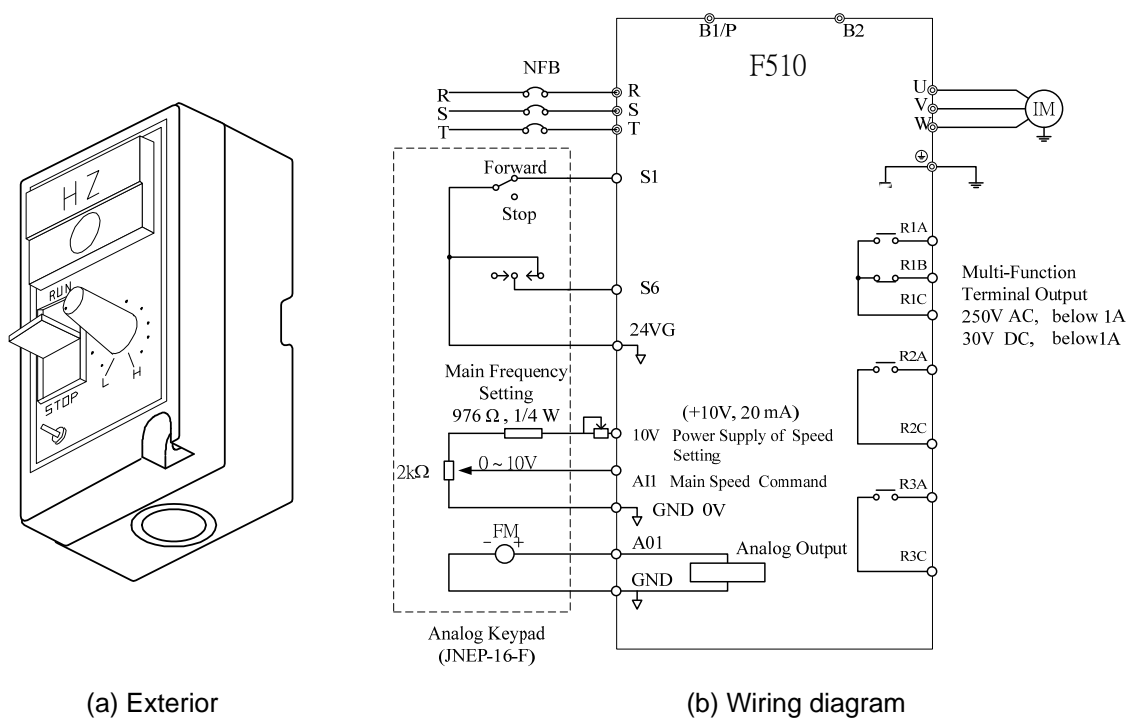 HZ
RUN
L H
STOP
(a) Exterior
B1/P B2
F510
NFB
R R
S S
T T
U
V
W
IM
Forward S1
Stop
S6
24VG
Main Frequency
Setting
976 Ω , 1/4 W
2kΩ
0 ~ 10V
(+10V, 20 mA)
10V Power Supply of Speed
Setting
AI1 Main Speed Command
GND 0V
FM
- +
A01
Analog Output
GND
Analog Keypad
(JNEP-16-F)
R1A
R1B
R1C
Multi-Function
Terminal Output
250V AC, below 1A
30V DC, below1A
R2A
R2C
R3A
R3C
(b) Wiring diagram